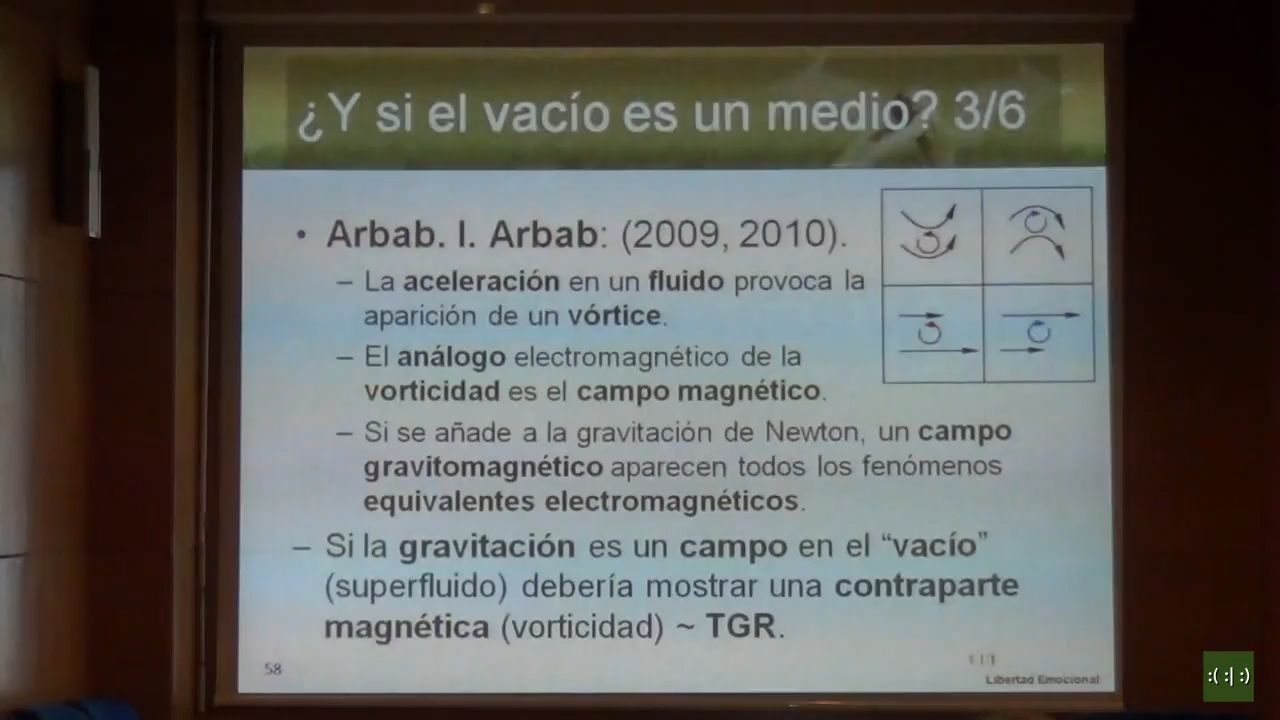 ¿Y si el vacío es un medio? 3/6
• Arbab. I. Arbab: (2009, 2010).
– La aceleración en un fluido provoca la
aparición de un vórtice.
– El análogo electromagnético de la
vorticidad es el campo magnético.
– Si se añade a la gravitación de Newton, un campo
gravitomagnético aparecen todos los fenómenos
equivalentes electromagnéticos.
– Si la gravitación es un campo en el “vacío”
(superfluido) debería mostrar una contraparte
magnética (vorticidad) ~ TGR.
58
Libertad Emocional
:( :| :)